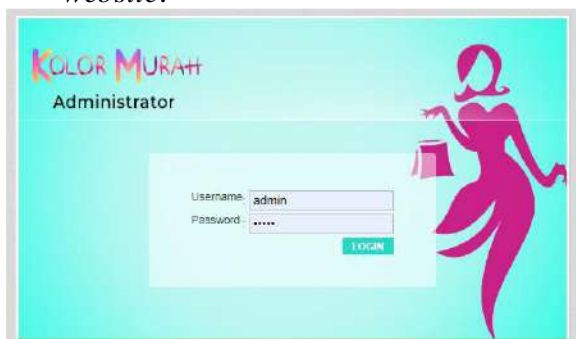 website.
KOLOR MURAH
Administrator
Username:
admin
Password :
•••••
LOGIN